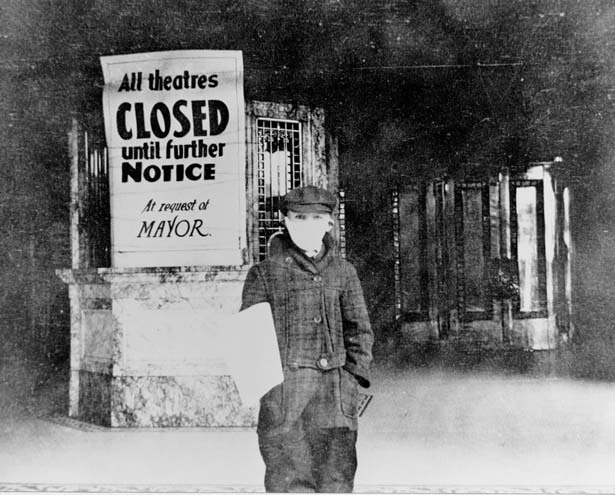 All theatres
CLOSED
until further
NOTICE
At request of
MAYOR.